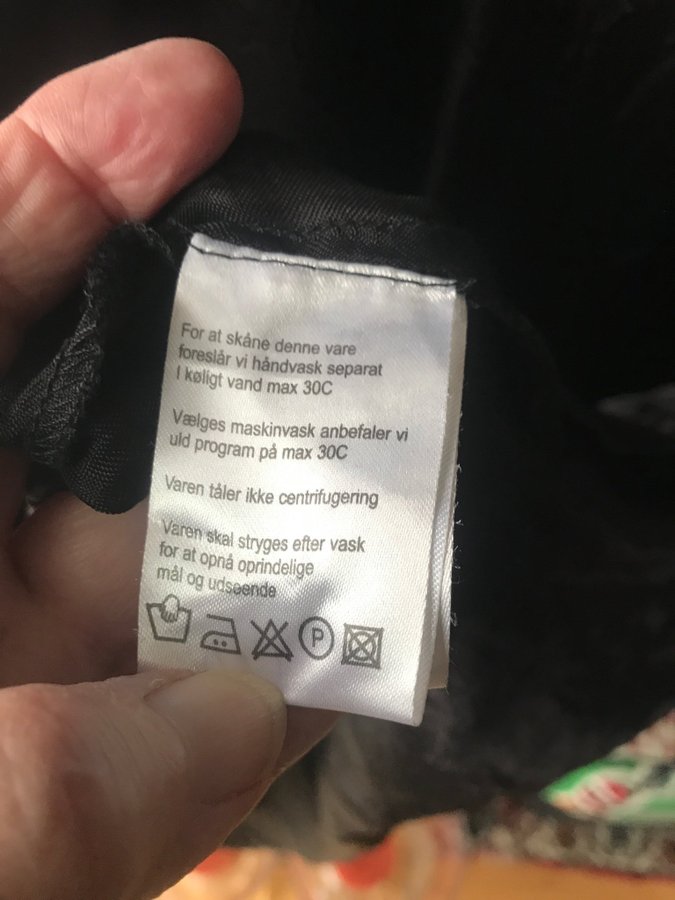 For at skåne denne vare
foreslår vi håndvask separat
I køligt vand max 30C
Vælges maskinvask anbefaler vi
uld program på max 30C
Varen tåler ikke centrifugering
Varen skal stryges efter vask
for at opnå oprindelige
mål og udseende
P